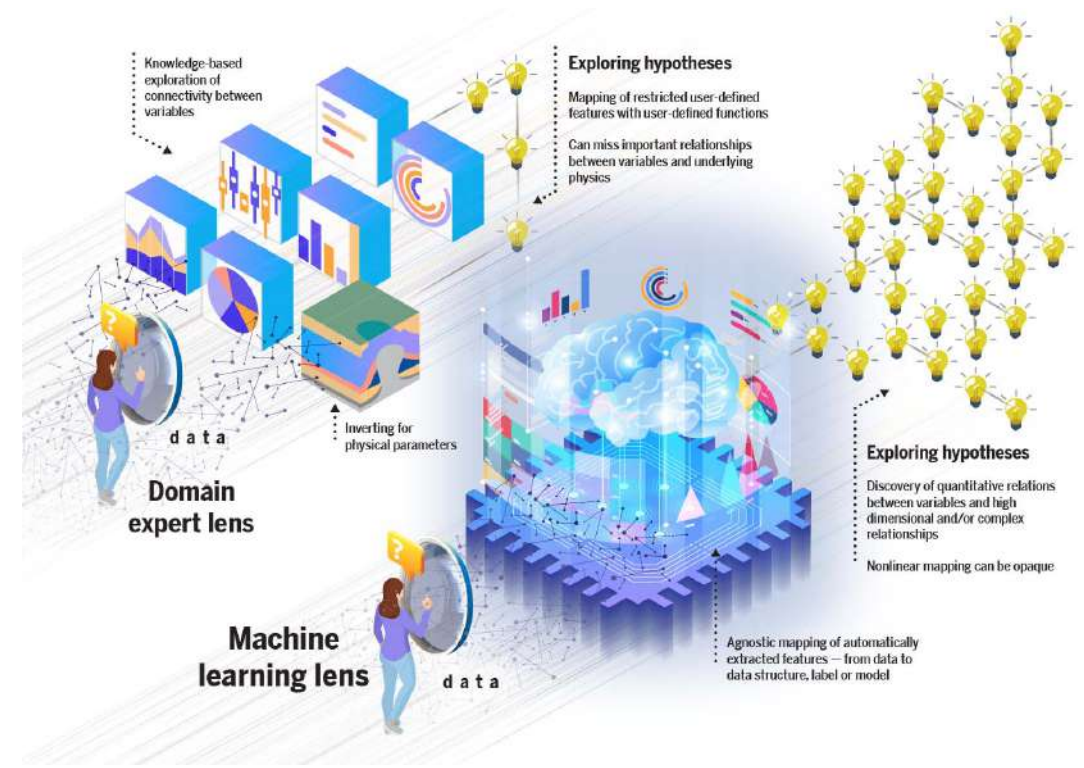 Knowledge-based
exploration of
connectivity between
variables
Exploring hypotheses
Mapping of restricted user-defined
features with user-defined functions
Can miss important relationships
between variables and underlying
physics
?
data
Domain
expert lens
Inverting for
physical parameters
Exploring hypotheses
Discovery of quantitative relations
between variables and high
dimensional and/or complex
relationships
Nonlinear mapping can be opaque
?
Machine
learning lens
data
Agnostic mapping of automatically
extracted features — from data to
data structure, label or model